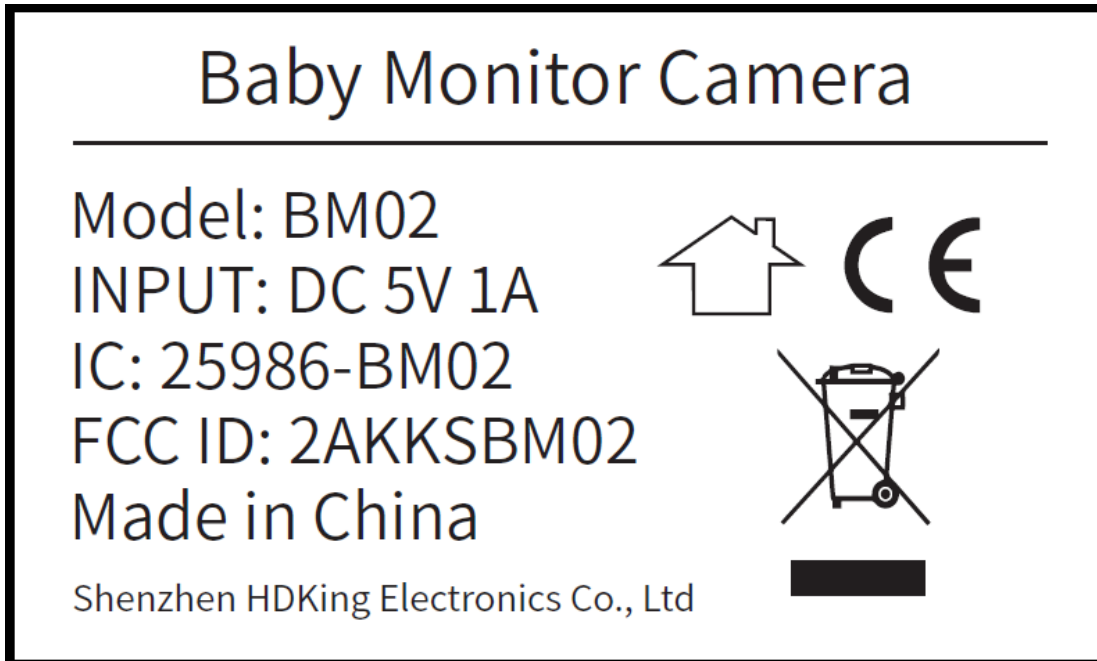 Baby Monitor Camera
Model: BM02
INPUT: DC 5V 1A
IC: 25986-BM02
FCC ID: 2AKKSBM02
Made in China
Shenzhen HDKing Electronics Co., Ltd
CE